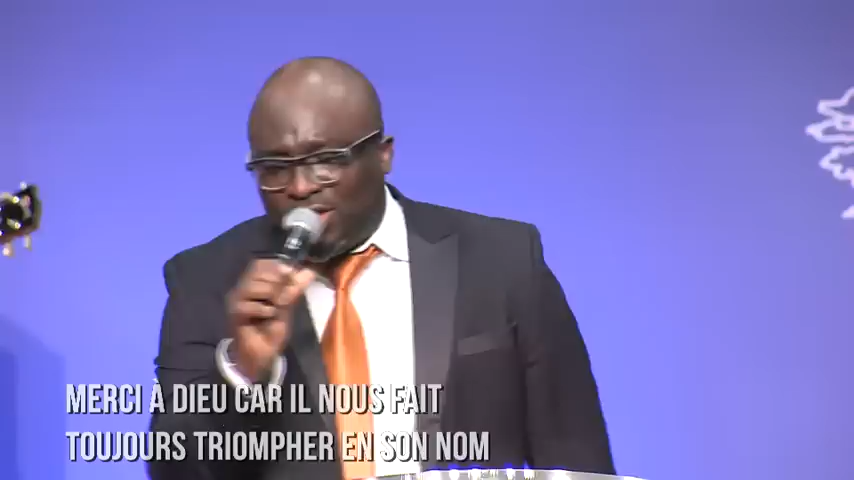 MERCI À DIEU CAR IL NOUS FAIT
TOUJOURS TRIOMPHER EN SON NOM